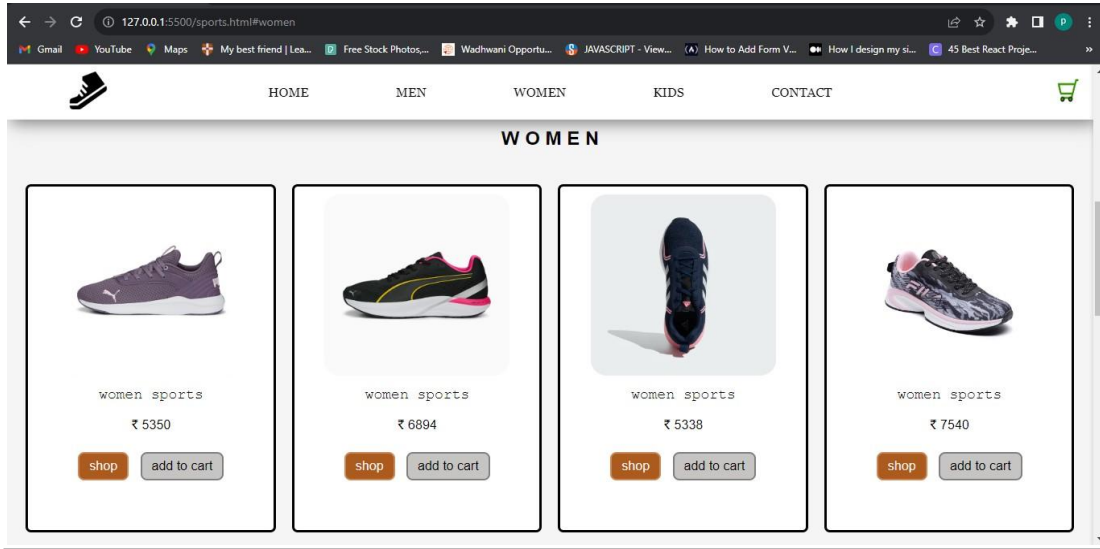 127.0.0.1:5500/sports.html#women
P
Gmail YouTube Maps My best friend | Lea... Free Stock Photos,... Wadhwani Opportu... JAVASCRIPT - View... How to Add Form V... How I design my si... C 45 Best React Proje... »
HOME MEN WOMEN KIDS CONTACT
WOMEN
FILA
women sports women sports women sports women sports
₹ 5350 ₹ 6894 ₹ 5338 ₹ 7540
shop add to cart shop add to cart shop add to cart shop add to cart